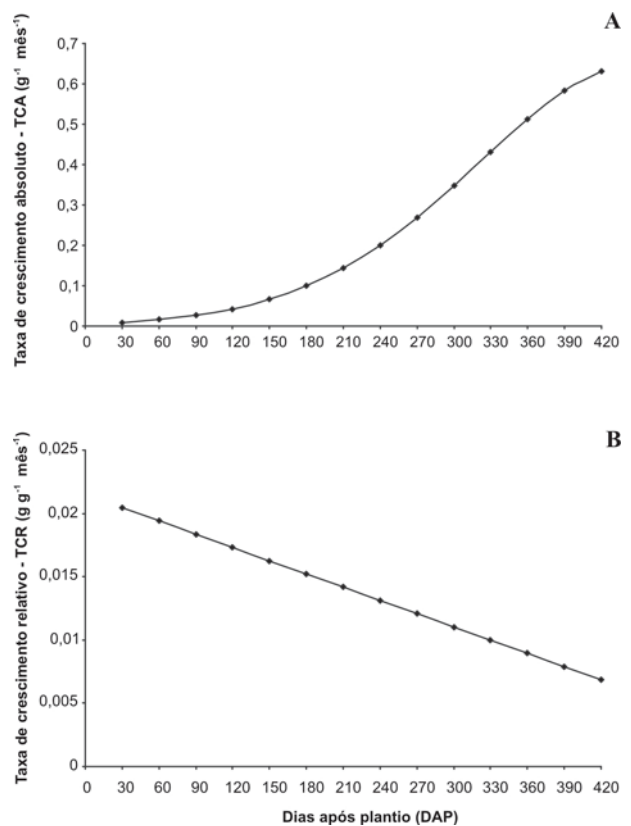 A
Taxa de crescimento absoluto - TCA (g⁻¹ mês⁻¹)
0,7
0,6
0,5
0,4
0,3
0,2
0,1
0
0 30 60 90 120 150 180 210 240 270 300 330 360 390 420
B
Taxa de crescimento relativo - TCR (g g⁻¹ mês⁻¹)
0,025
0,02
0,015
0,01
0,005
0
0 30 60 90 120 150 180 210 240 270 300 330 360 390 420
Dias após plantio (DAP)